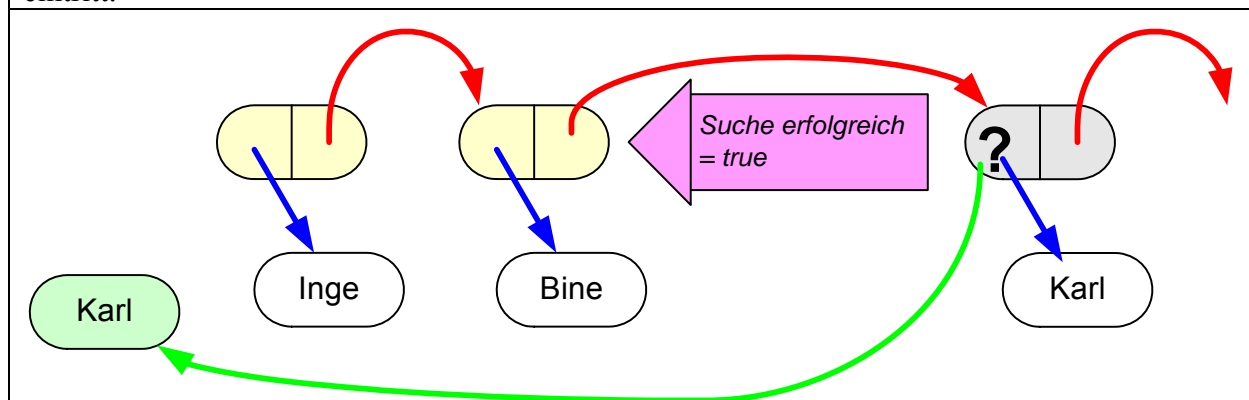 Suche erfolgreich
= true
?
Inge
Bine
Karl
Karl